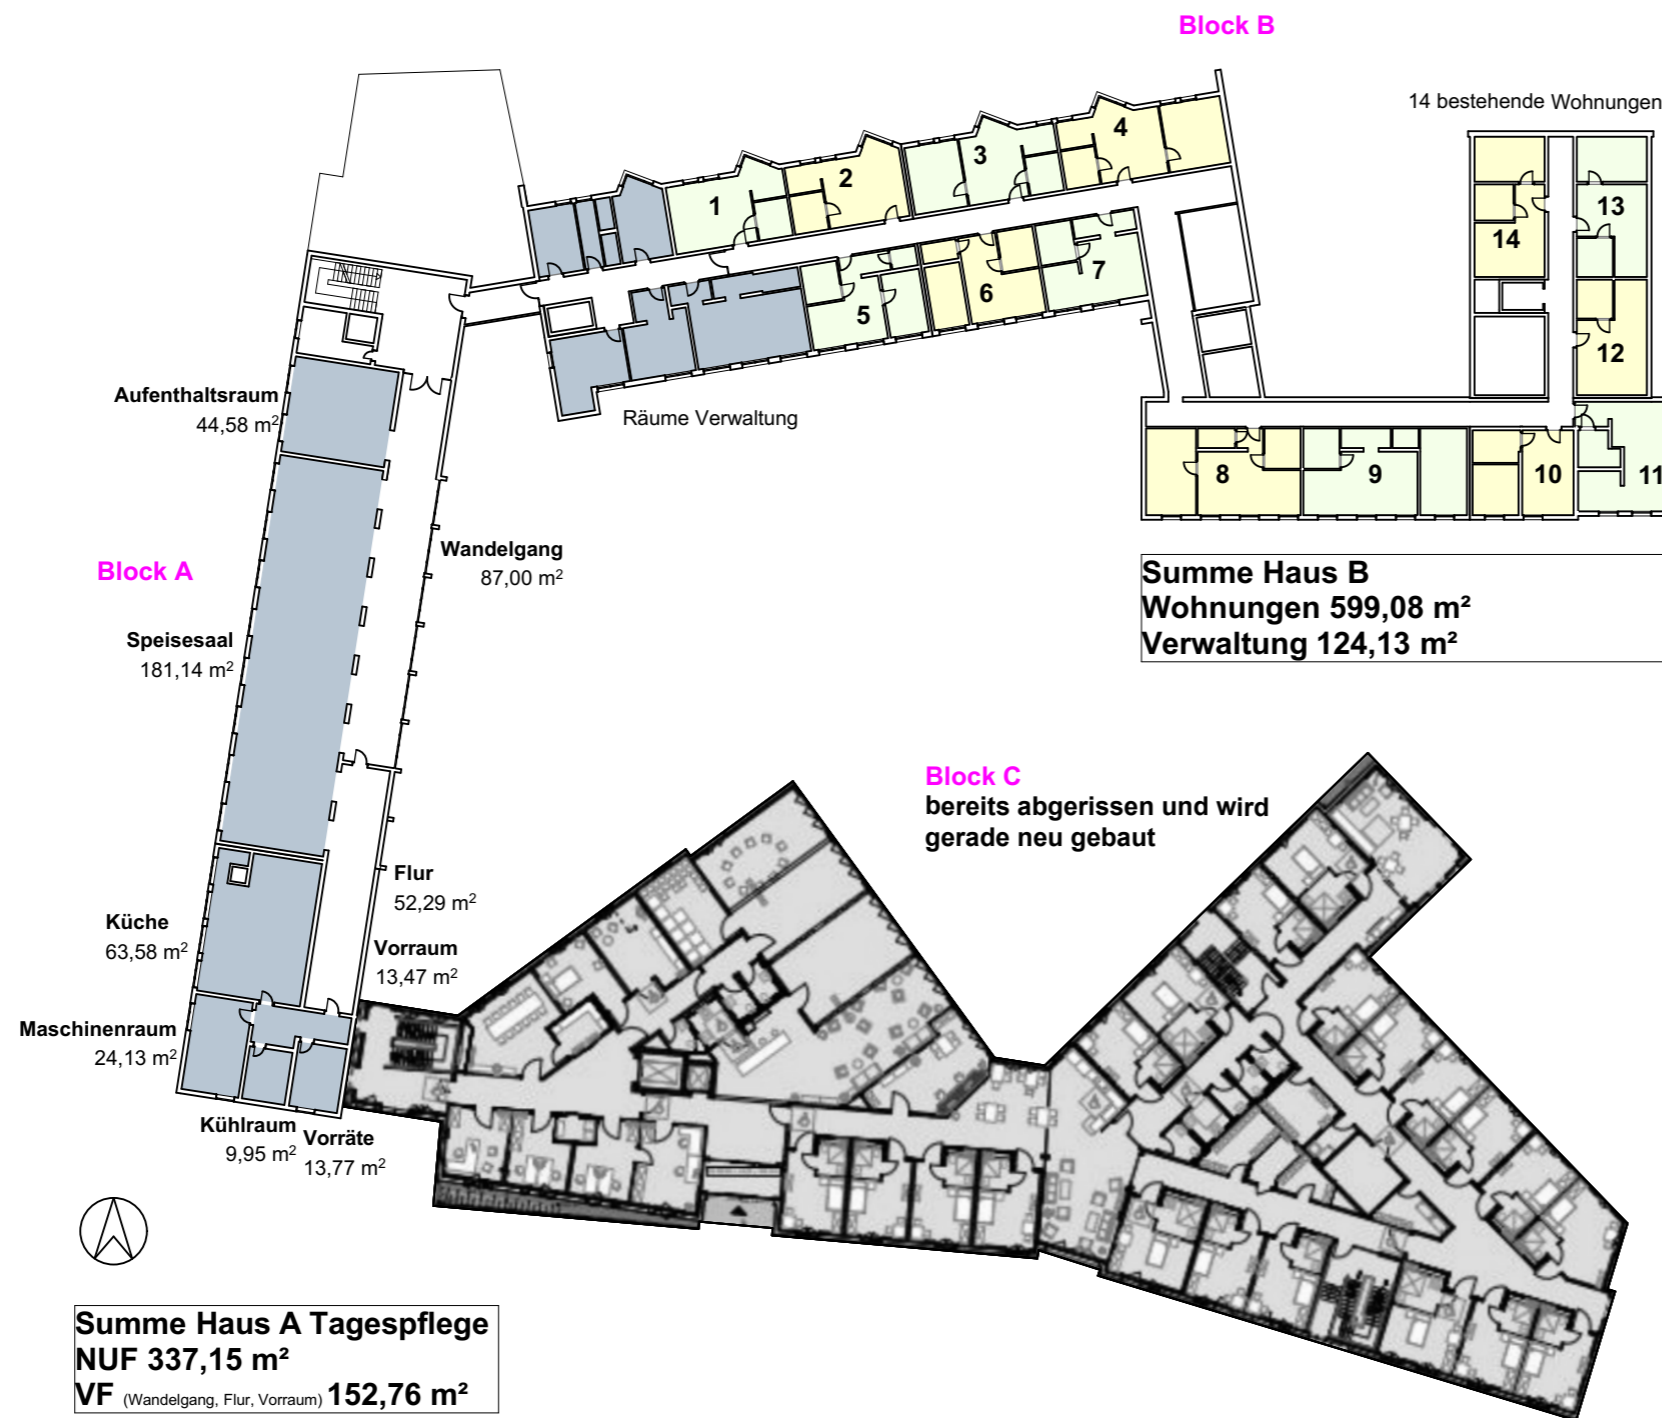 Block B
14 bestehende Wohnungen
1
2
3
4
5
6
7
8
9
10
11
12
13
14
Räume Verwaltung
Aufenthaltsraum
44,58 m²
Wandelgang
87,00 m²
Block A
Speisesaal
181,14 m²
Summe Haus B
Wohnungen 599,08 m²
Verwaltung 124,13 m²
Block C
bereits abgerissen und wird
gerade neu gebaut
Flur
52,29 m²
Küche
63,58 m²
Vorraum
13,47 m²
Maschinenraum
24,13 m²
Kühlraum
9,95 m²
Vorräte
13,77 m²
Summe Haus A Tagespflege
NUF 337,15 m²
VF (Wandelgang, Flur, Vorraum) 152,76 m²